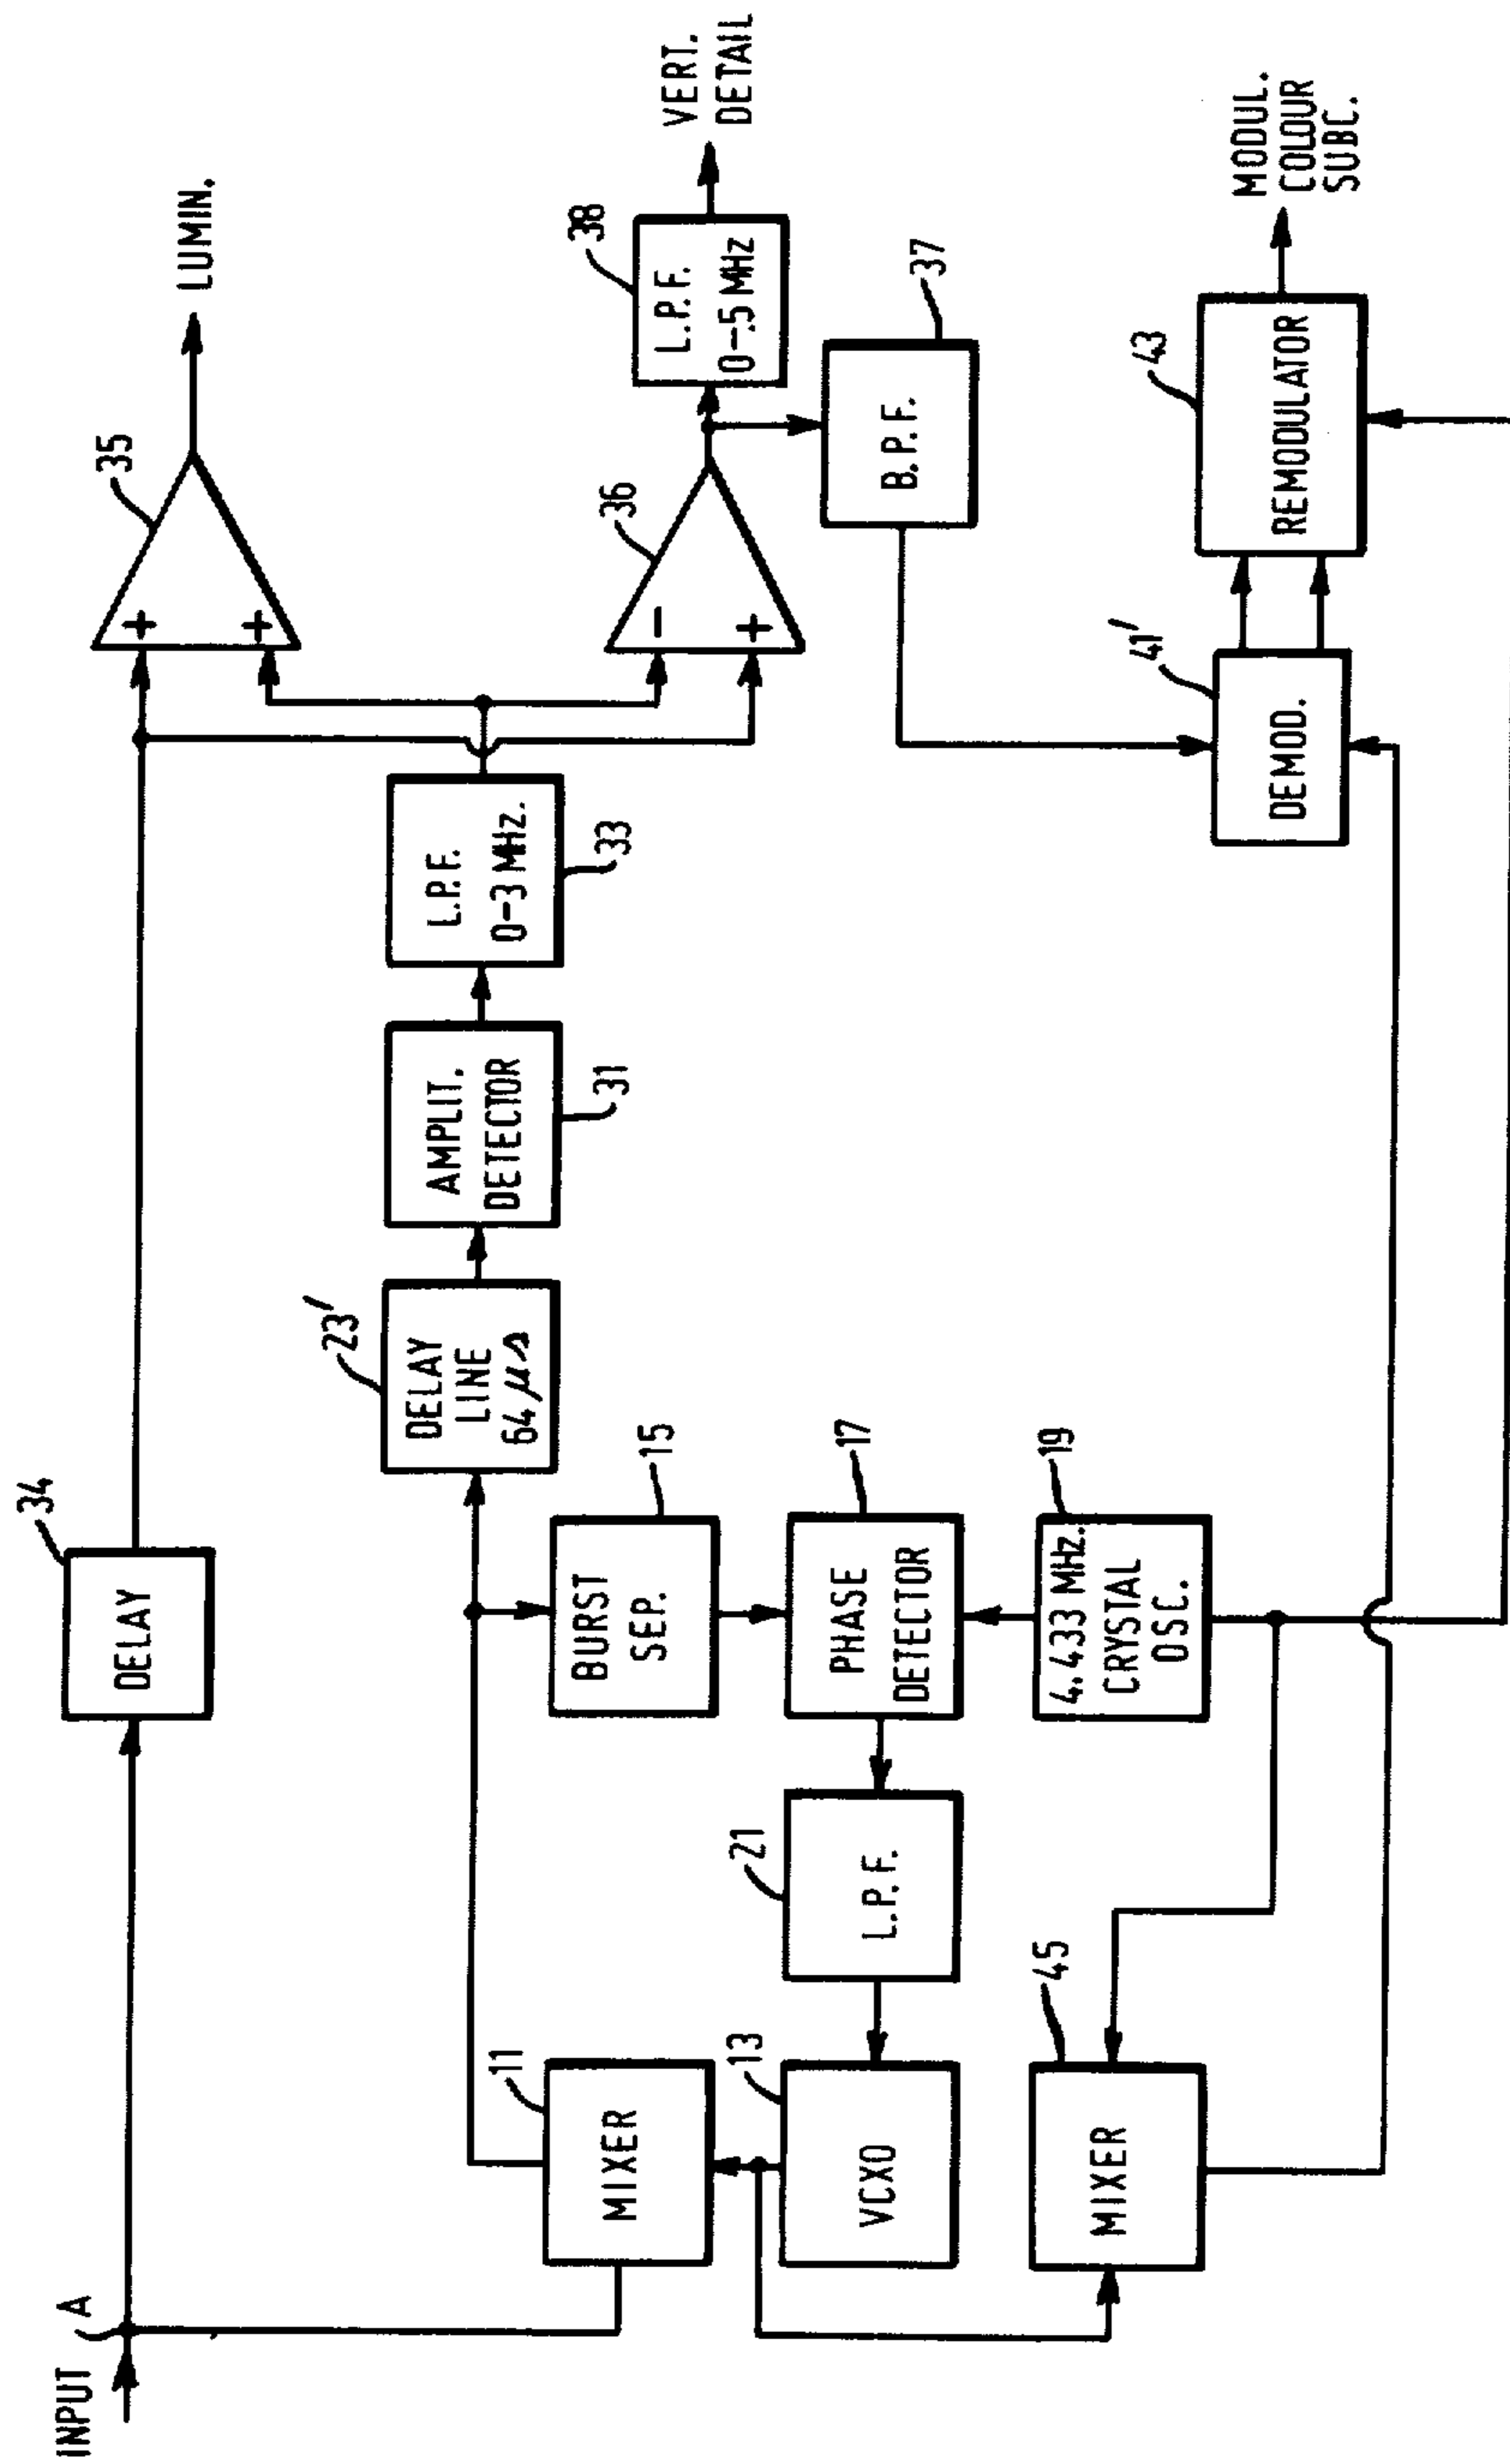 INPUT
A
34
DELAY
35
+
+
LUMIN.
11
MIXER
23'
DELAY
LINE
64 μs
31
AMPLIT.
DETECTOR
33
L.P.F.
0-3 MHz.
36
-
+
38
L.P.F.
0-.5 MHz
VERT.
DETAIL
37
B.P.F.
15
BURST
SEP.
13
VCXO
21
L.P.F.
17
PHASE
DETECTOR
19
4.433 MHz.
CRYSTAL
OSC.
45
MIXER
41'
DEMOD.
43
REMODULATOR
MODUL.
COLOUR
SUBC.